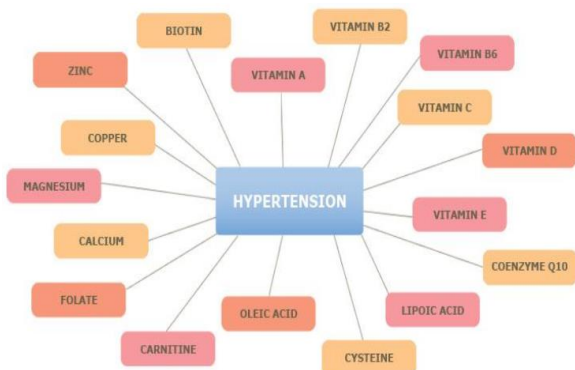 BIOTIN
VITAMIN B2
VITAMIN B6
ZINC
VITAMIN A
VITAMIN C
COPPER
VITAMIN D
MAGNESIUM
HYPERTENSION
VITAMIN E
CALCIUM
COENZYME Q10
FOLATE
OLEIC ACID
LIPOIC ACID
CARNITINE
CYSTEINE